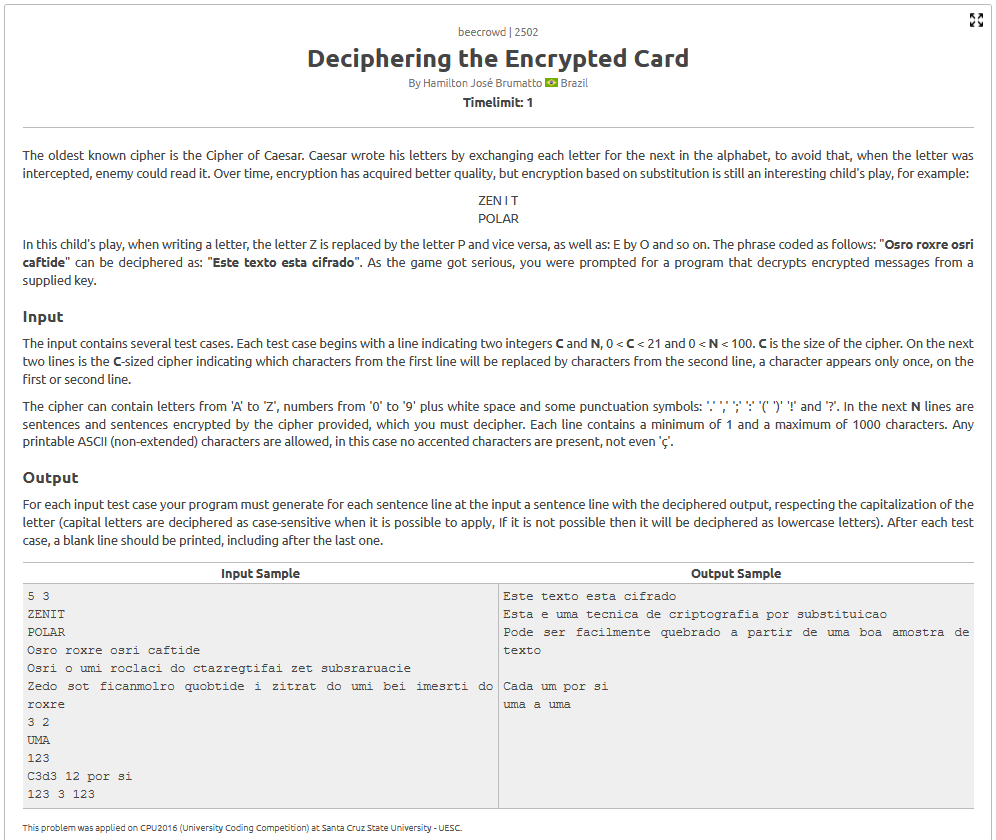 beecrowd | 2502
Deciphering the Encrypted Card
By Hamilton José Brumatto Brazil
Timelimit: 1
The oldest known cipher is the Cipher of Caesar. Caesar wrote his letters by exchanging each letter for the next in the alphabet, to avoid that, when the letter was
intercepted, enemy could read it. Over time, encryption has acquired better quality, but encryption based on substitution is still an interesting child's play, for example:
ZEN I T
POLAR
In this child's play, when writing a letter, the letter Z is replaced by the letter P and vice versa, as well as: E by O and so on. The phrase coded as follows: "Osro roxre osri
caftide" can be deciphered as: "Este texto esta cifrado". As the game got serious, you were prompted for a program that decrypts encrypted messages from a
supplied key.
Input
The input contains several test cases. Each test case begins with a line indicating two integers C and N, 0 < C < 21 and 0 < N < 100. C is the size of the cipher. On the next
two lines is the C-sized cipher indicating which characters from the first line will be replaced by characters from the second line, a character appears only once, on the
first or second line.
The cipher can contain letters from 'A' to 'Z', numbers from '0' to '9' plus white space and some punctuation symbols: '.' ',' ';' ':' '(' ')' '!' and '?'. In the next N lines are
sentences and sentences encrypted by the cipher provided, which you must decipher. Each line contains a minimum of 1 and a maximum of 1000 characters. Any
printable ASCII (non-extended) characters are allowed, in this case no accented characters are present, not even 'ç'.
Output
For each input test case your program must generate for each sentence line at the input a sentence line with the deciphered output, respecting the capitalization of the
letter (capital letters are deciphered as case-sensitive when it is possible to apply, If it is not possible then it will be deciphered as lowercase letters). After each test
case, a blank line should be printed, including after the last one.
Input Sample
5 3
ZENIT
POLAR
Osro roxre osri caftide
Osri o umi roclaci do ctazregtifai zet subsraruacie
Zedo sot ficanmolro quobtide i zitrat do umi bei imesrti do
roxre
3 2
UMA
123
C3d3 12 por si
123 3 123
Output Sample
Este texto esta cifrado
Esta e uma tecnica de criptografia por substituicao
Pode ser facilmente quebrado a partir de uma boa amostra de
texto
Cada um por si
uma a uma
This problem was applied on CPU2016 (University Coding Competition) at Santa Cruz State University - UESC.